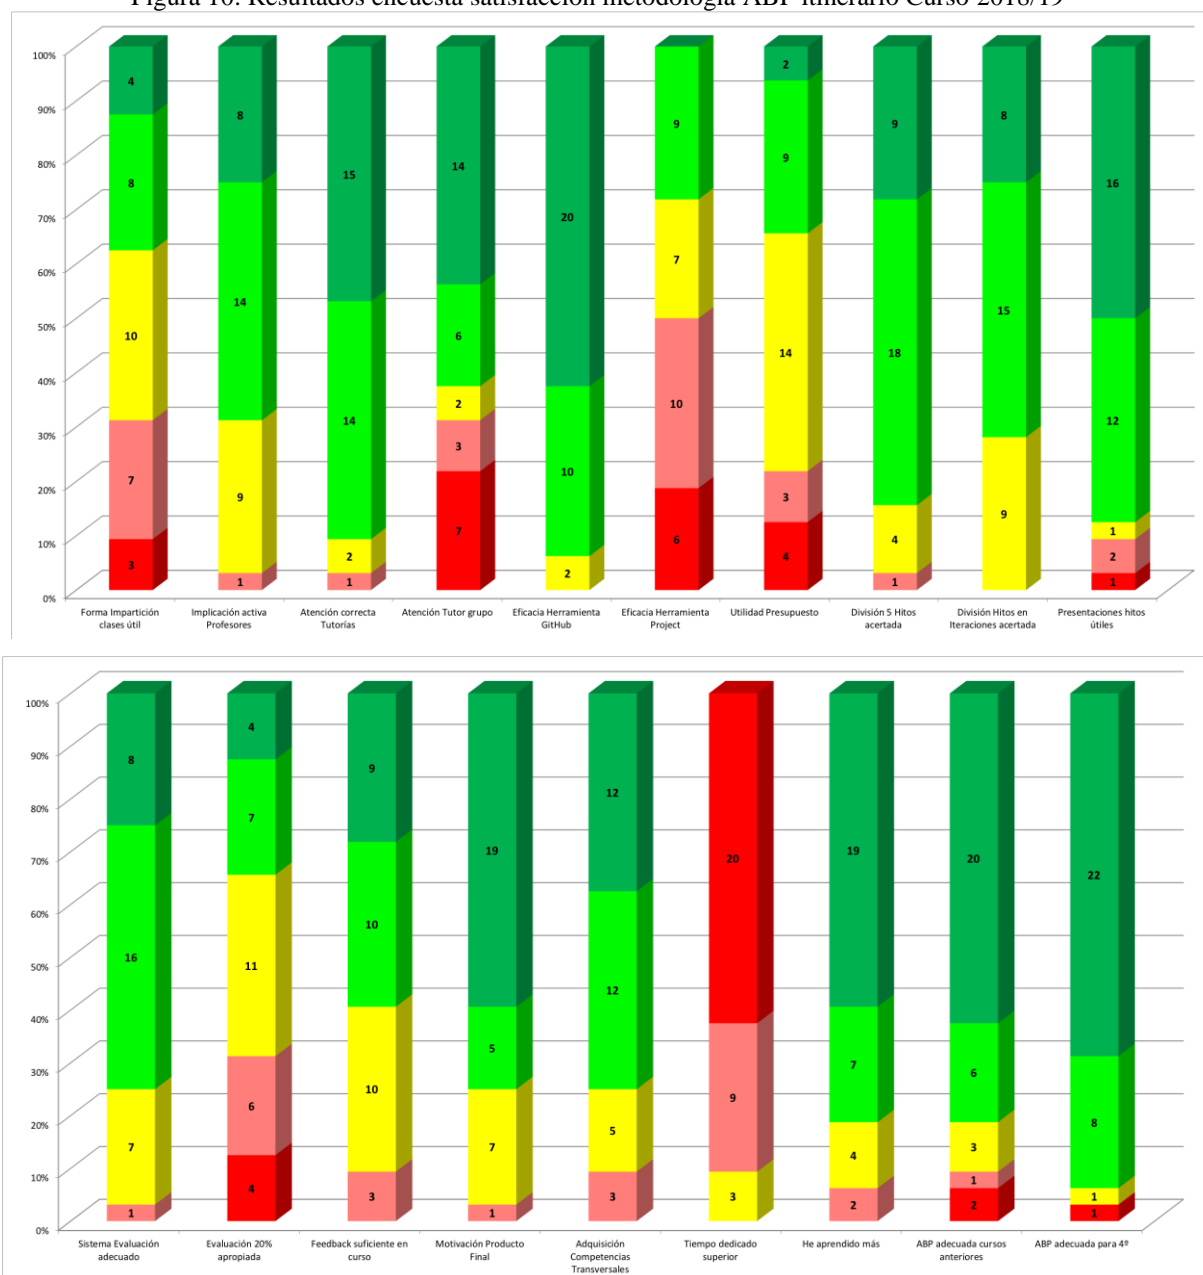 Figura 10. Resultados encuesta satisfacción metodología ABP itinerario Curso 2018/19
100%
90%
80%
70%
60%
50%
40%
30%
20%
10%
0%
4
8
10
7
3
8
14
9
1
15
14
2
1
14
6
2
3
7
20
10
2
9
7
10
6
2
9
14
3
4
9
18
4
1
8
15
9
16
12
1
2
1
Forma Impartición
clases útil
Implicación activa
Profesores
Atención correcta
Tutorías
Atención Tutor grupo
Eficacia Herramienta
GitHub
Eficacia Herramienta
Project
Utilidad Presupuesto
División 5 Hitos
acertada
División Hitos en
Iteraciones acertada
Presentaciones hitos
útiles
100%
90%
80%
70%
60%
50%
40%
30%
20%
10%
0%
8
16
7
1
4
7
11
6
4
9
10
10
3
19
5
7
1
12
12
5
3
20
9
3
19
7
4
2
20
6
3
1
2
22
8
1
1
Sistema Evaluación
adecuado
Evaluación 20%
apropiada
Feedback suficiente en
curso
Motivación Producto
Final
Adquisición
Competencias
Transversales
Tiempo dedicado
superior
He aprendido más
ABP adecuada cursos
anteriores
ABP adecuada para 4º